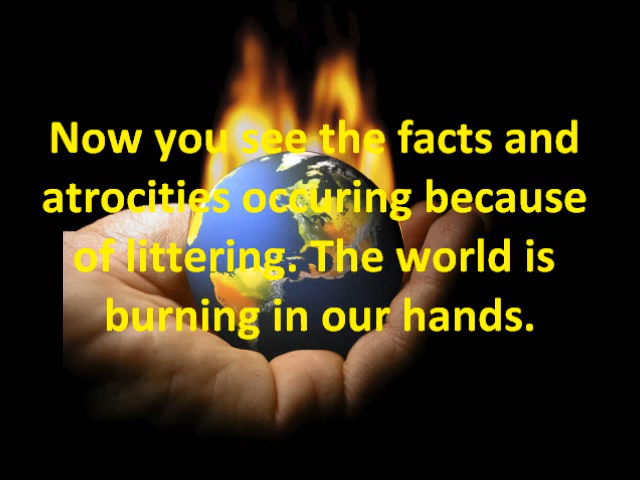 Now you see the facts and
atrocities occuring because
of littering. The world is
burning in our hands.